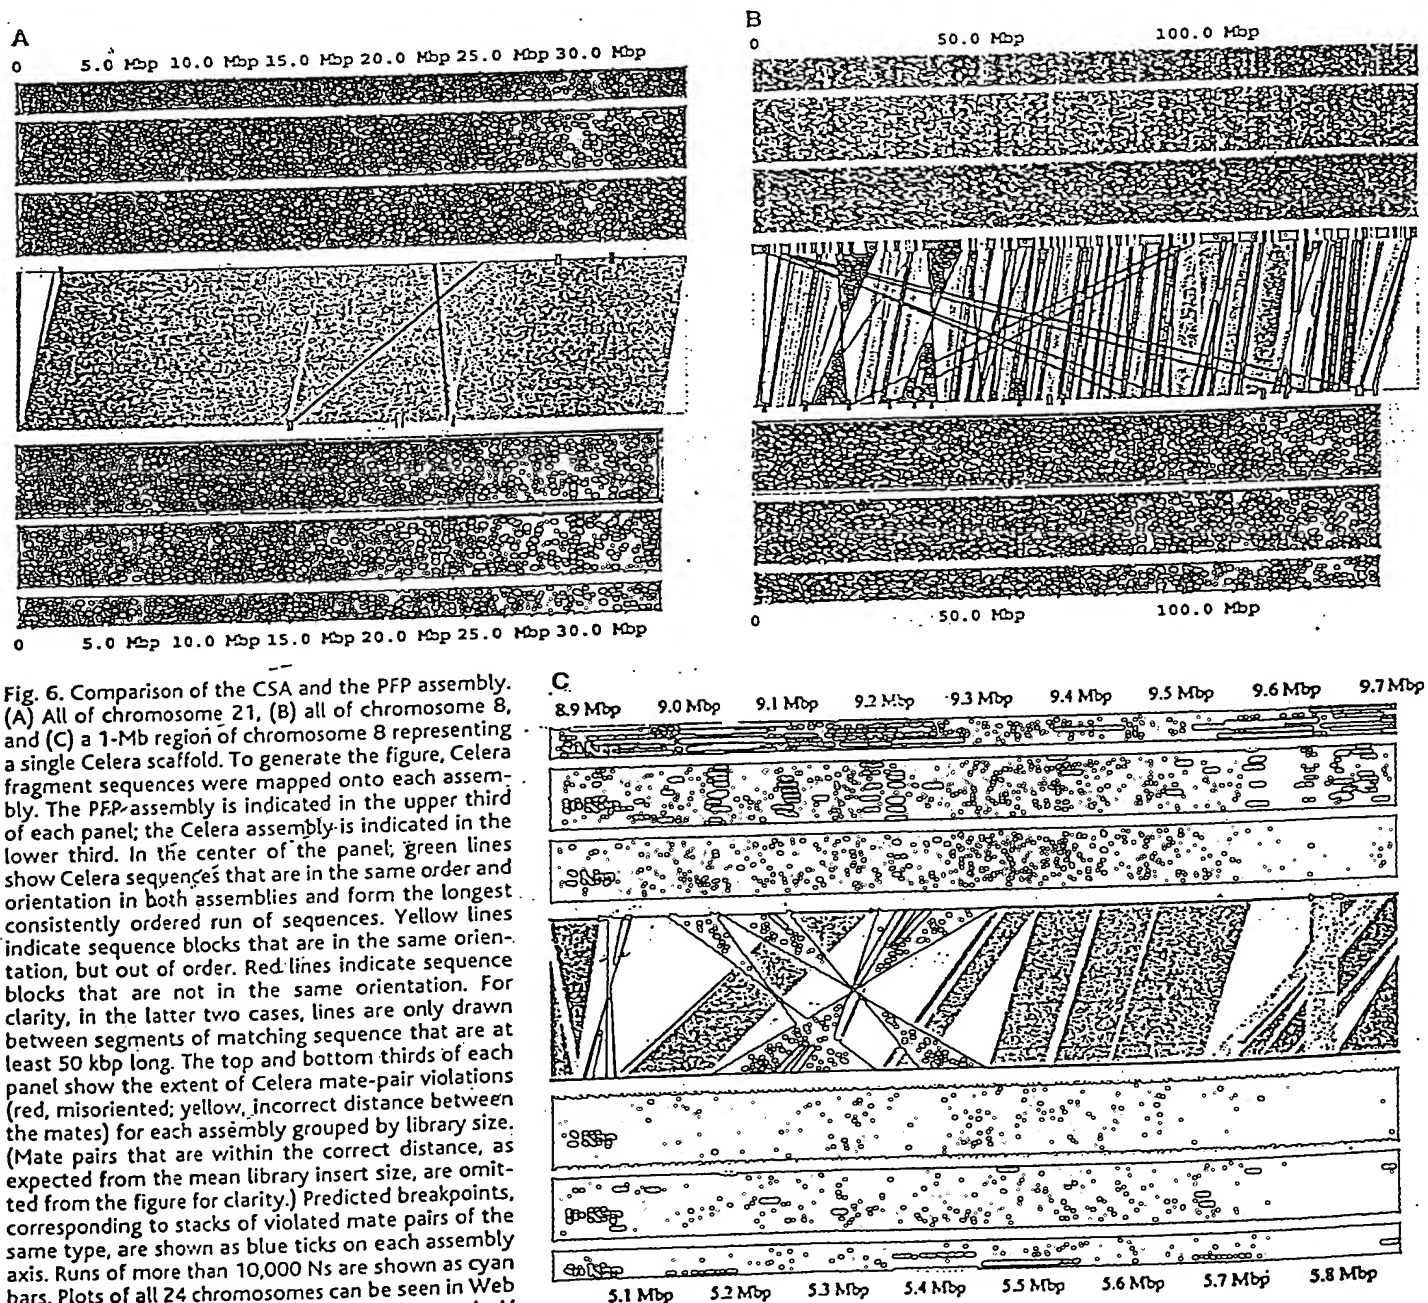 A
0 5.0 Mbp 10.0 Mbp 15.0 Mbp 20.0 Mbp 25.0 Mbp 30.0 Mbp
0 5.0 Mbp 10.0 Mbp 15.0 Mbp 20.0 Mbp 25.0 Mbp 30.0 Mbp
B
0 50.0 Mbp 100.0 Mbp
0 50.0 Mbp 100.0 Mbp
Fig. 6. Comparison of the CSA and the PFP assembly.
(A) All of chromosome 21, (B) all of chromosome 8,
and (C) a 1-Mb region of chromosome 8 representing
a single Celera scaffold. To generate the figure, Celera
fragment sequences were mapped onto each assem-
bly. The PFP assembly is indicated in the upper third
of each panel; the Celera assembly is indicated in the
lower third. In the center of the panel, green lines
show Celera sequences that are in the same order and
orientation in both assemblies and form the longest
consistently ordered run of sequences. Yellow lines
indicate sequence blocks that are in the same orien-
tation, but out of order. Red lines indicate sequence
blocks that are not in the same orientation. For
clarity, in the latter two cases, lines are only drawn
between segments of matching sequence that are at
least 50 kbp long. The top and bottom thirds of each
panel show the extent of Celera mate-pair violations
(red, misoriented; yellow, incorrect distance between
the mates) for each assembly grouped by library size.
(Mate pairs that are within the correct distance, as
expected from the mean library insert size, are omit-
ted from the figure for clarity.) Predicted breakpoints,
corresponding to stacks of violated mate pairs of the
same type, are shown as blue ticks on each assembly
axis. Runs of more than 10,000 Ns are shown as cyan
bars. Plots of all 24 chromosomes can be seen in Web
C
8.9 Mbp 9.0 Mbp 9.1 Mbp 9.2 Mbp 9.3 Mbp 9.4 Mbp 9.5 Mbp 9.6 Mbp 9.7 Mbp
5.1 Mbp 5.2 Mbp 5.3 Mbp 5.4 Mbp 5.5 Mbp 5.6 Mbp 5.7 Mbp 5.8 Mbp